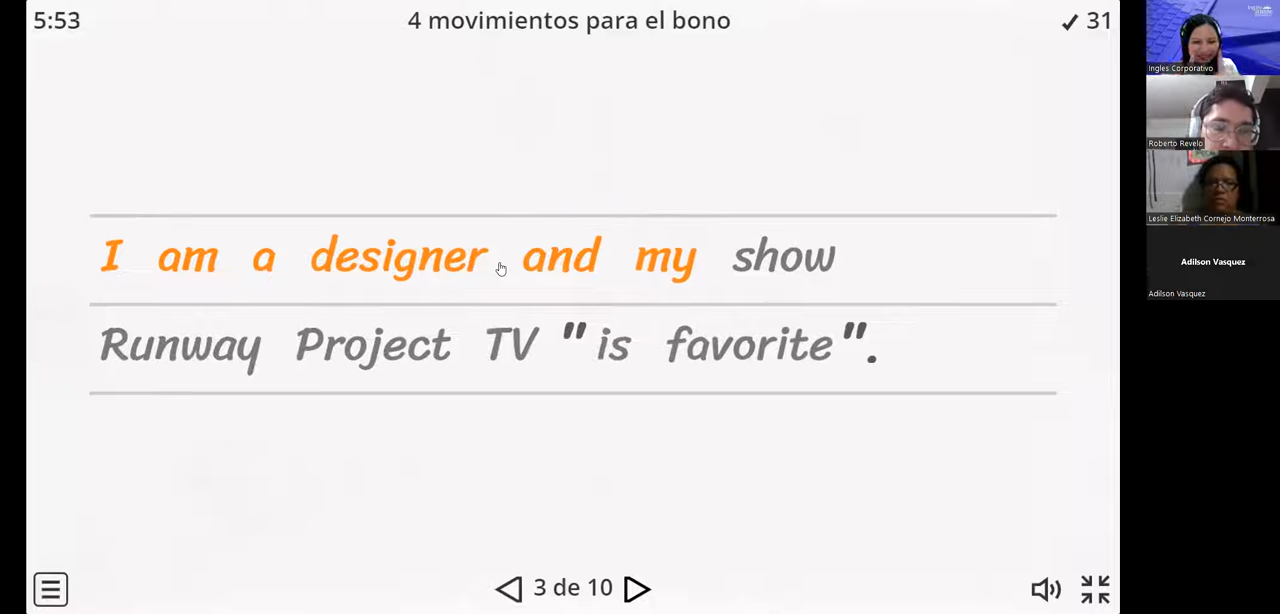 5:53
4 movimientos para el bono
✓ 31
I am a designer and my show
Runway Project TV "is favorite".
3 de 10
Ingles Corporativo
Roberto Revelo
Leslie Elizabeth Cornejo Monterrosa
Adilson Vasquez
Adilson Vasquez